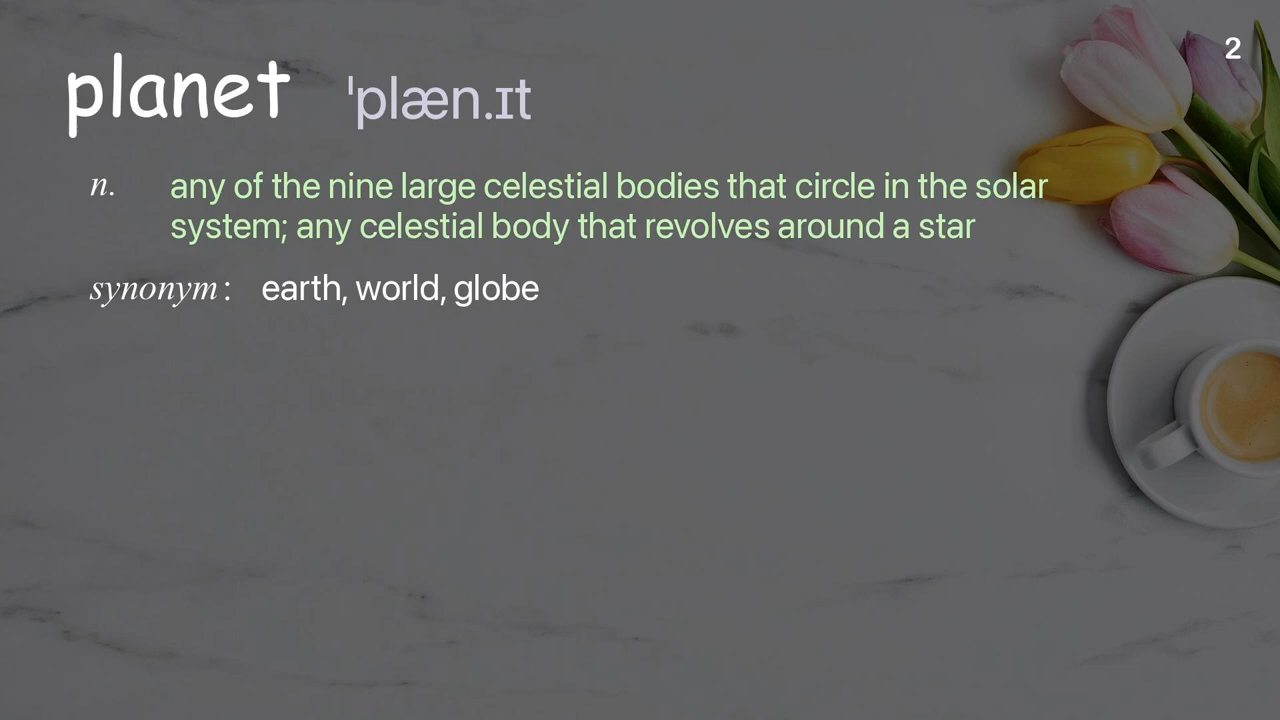 2
planet ˈplæn.ɪt
n. any of the nine large celestial bodies that circle in the solar
system; any celestial body that revolves around a star
synonym: earth, world, globe